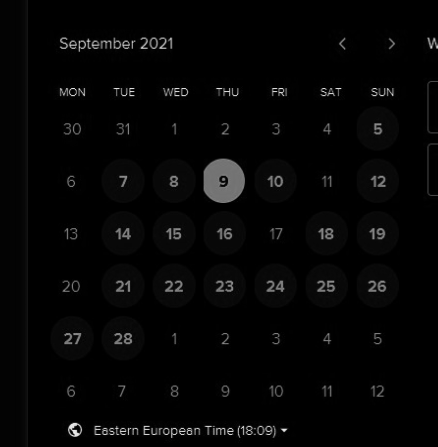 September 2021
W
MON TUE WED THU FRI SAT SUN
30 31 1 2 3 4 5
6 7 8 9 10 11 12
13 14 15 16 17 18 19
20 21 22 23 24 25 26
27 28 1 2 3 4 5
6 7 8 9 10 11 12
Eastern European Time (18:09)